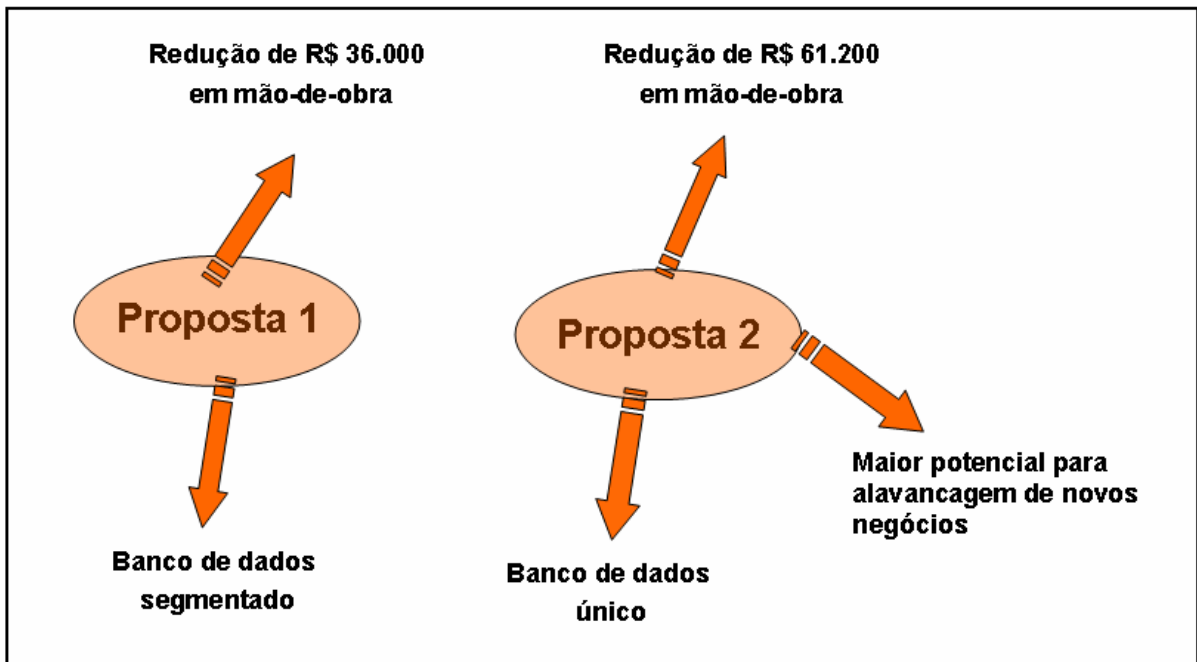 Redução de R$ 36.000
em mão-de-obra
Proposta 1
Banco de dados
segmentado
Redução de R$ 61.200
em mão-de-obra
Proposta 2
Maior potencial para
alavancagem de novos
negócios
Banco de dados
único